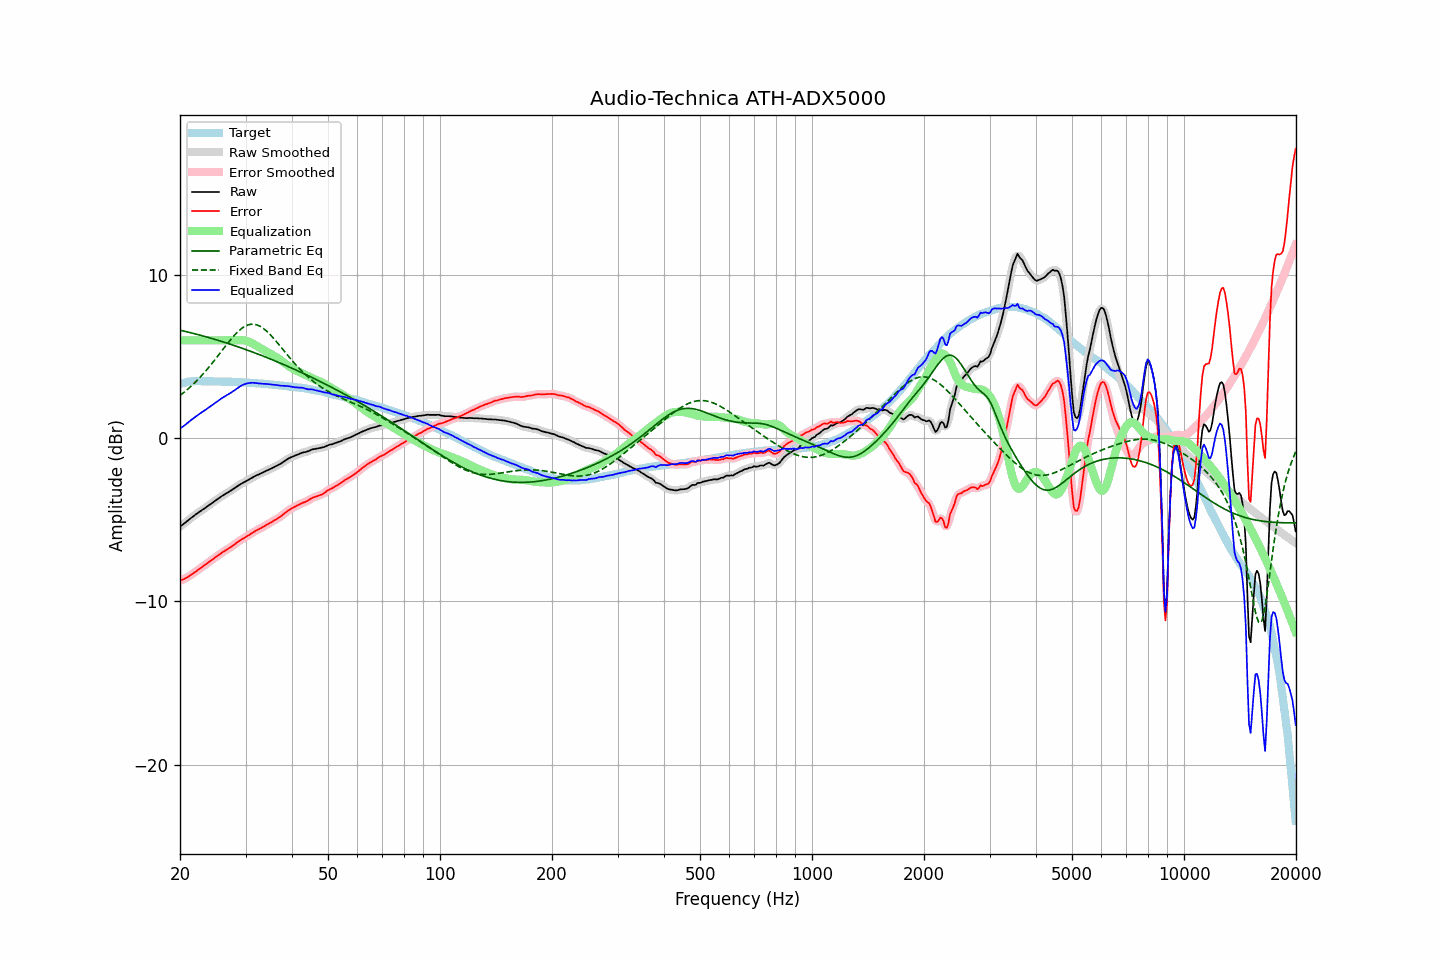 Audio-Technica ATH-ADX5000
Target
Raw Smoothed
Error Smoothed
Raw
Error
Equalization
Parametric Eq
Fixed Band Eq
Equalized
10
0
−10
−20
Amplitude (dBr)
20 50 100 200 500 1000 2000 5000 10000 20000
Frequency (Hz)